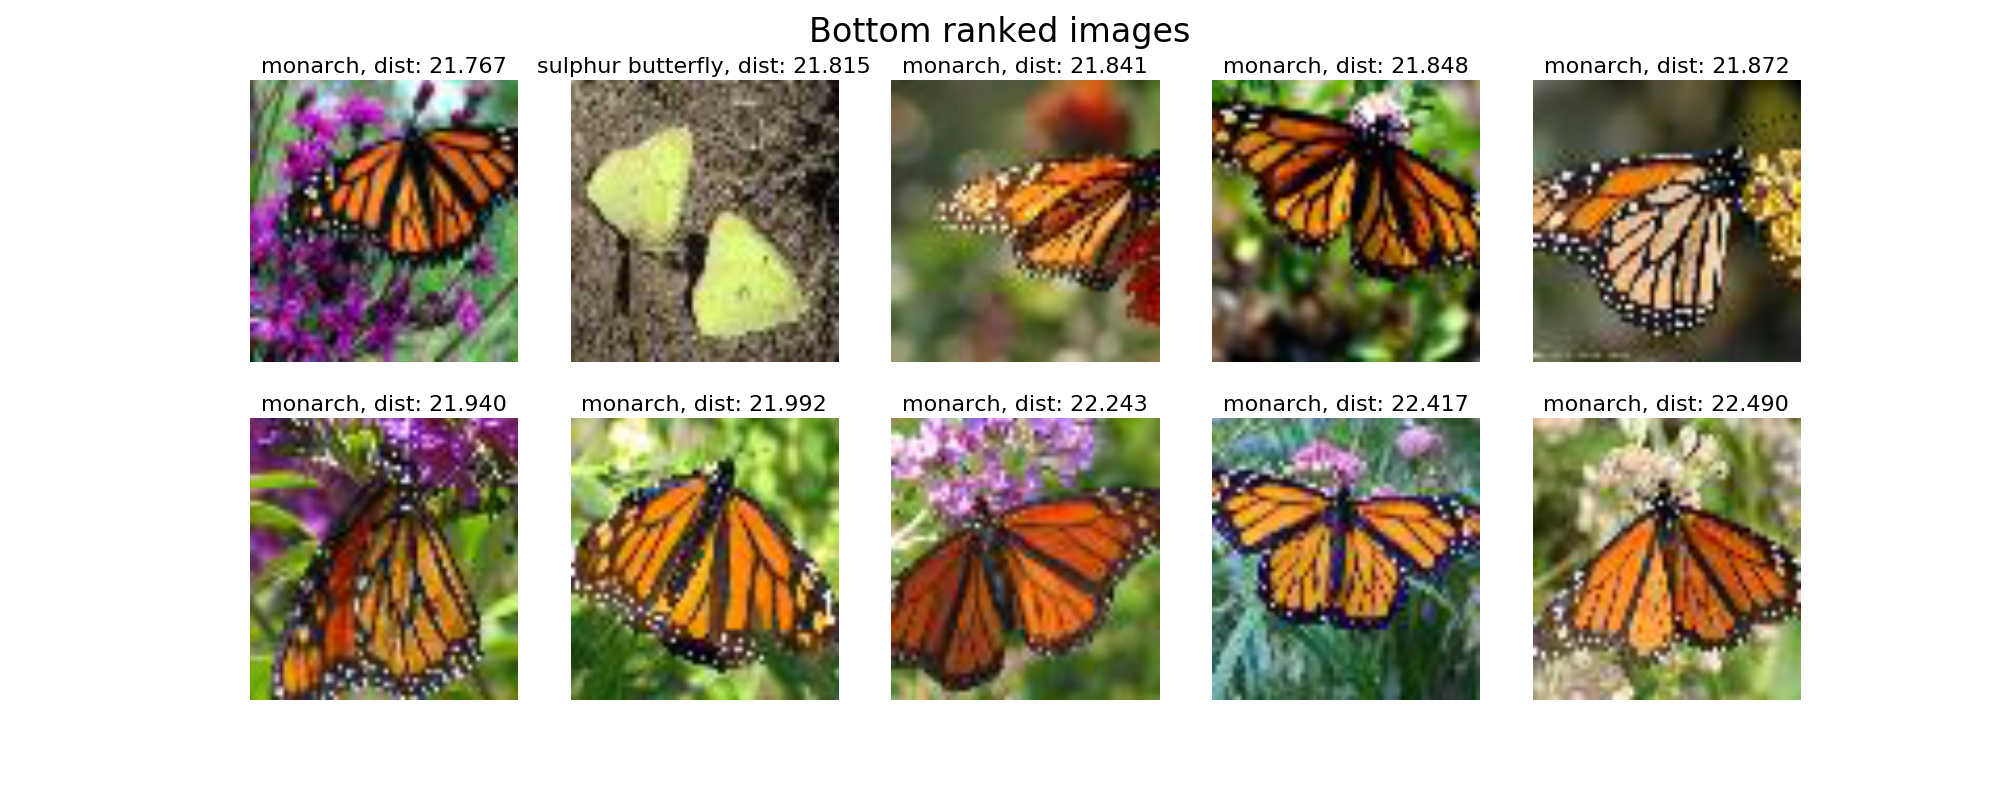 Bottom ranked images
monarch, dist: 21.767
sulphur butterfly, dist: 21.815
monarch, dist: 21.841
monarch, dist: 21.848
monarch, dist: 21.872
monarch, dist: 21.940
monarch, dist: 21.992
monarch, dist: 22.243
monarch, dist: 22.417
monarch, dist: 22.490